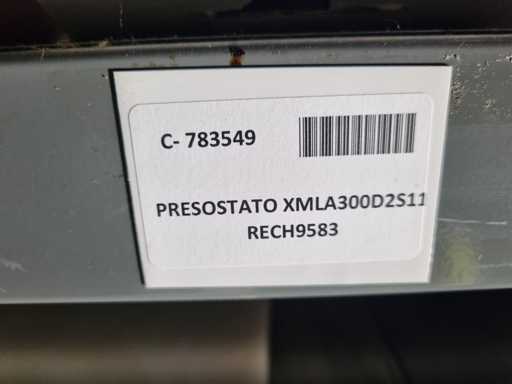 C- 783549
PRESOSTATO XMLA300D2S11
RECH9583